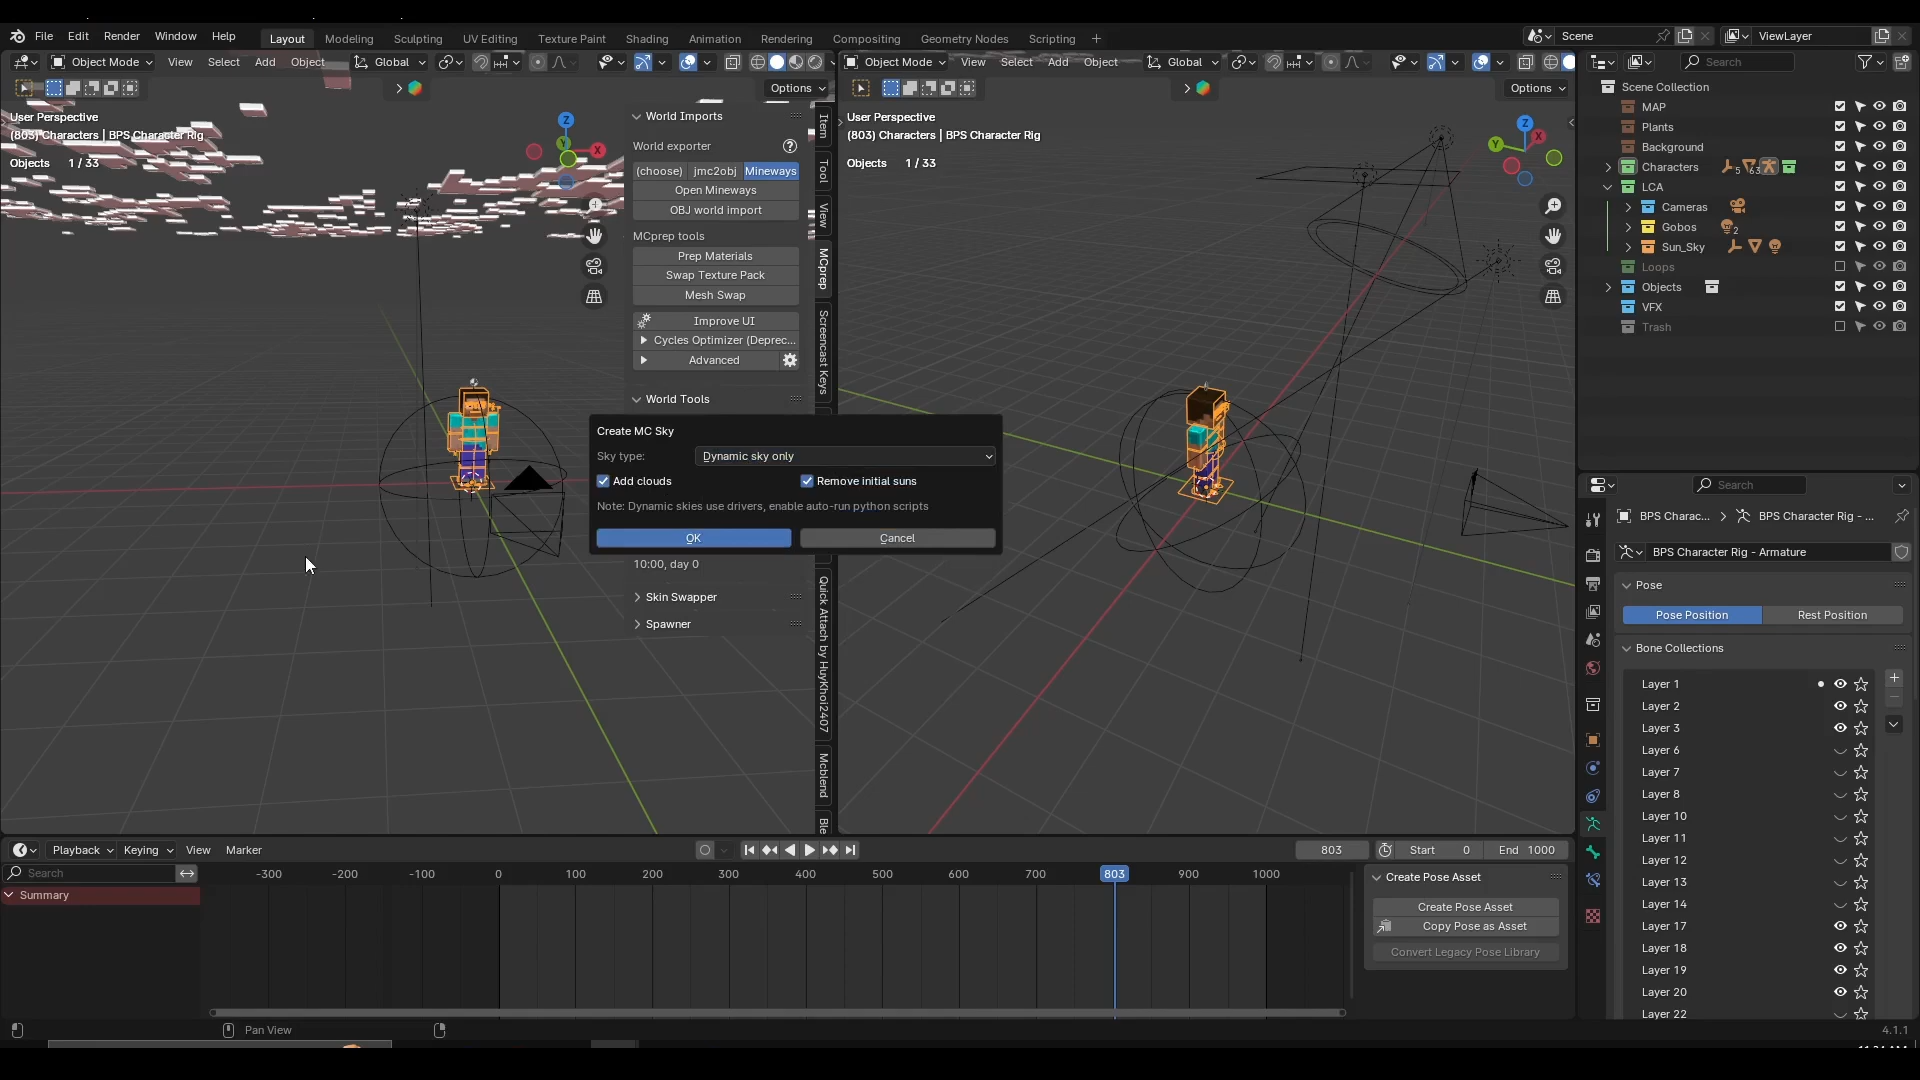 File Edit Render Window Help Layout Modeling Sculpting UV Editing Texture Paint Shading Animation Rendering Compositing Geometry Nodes Scripting + Scene ViewLayer
Object Mode View Select Add Object Global Object Mode View Select Add Object Global Search
Options Options Scene Collection
User Perspective World Imports User Perspective MAP
(803) Characters | BPS Character Rig (803) Characters | BPS Character Rig Plants
World exporter Background
Objects 1 / 33 Objects 1 / 33 Characters 5 63
(choose) jmc2obj Mineways LCA
Open Mineways Cameras
OBJ world import Gobos 2
MCprep tools Sun_Sky
Prep Materials Loops
Swap Texture Pack Objects
Mesh Swap VFX
Improve UI Trash
Cycles Optimizer (Deprec...
Advanced
World Tools
Create MC Sky
Sky type: Dynamic sky only
Add clouds Remove initial suns
Note: Dynamic skies use drivers, enable auto-run python scripts
OK Cancel
10:00, day 0
Skin Swapper
Spawner
Item
Tool
View
MCprep
Screencast Keys
Quick Attach by HuyKhoi2407
Mcblend
Ble
X Y Z
X Y Z
Search
BPS Charac... BPS Character Rig - ...
BPS Character Rig - Armature
Pose
Pose Position Rest Position
Bone Collections
Layer 1
Layer 2
Layer 3
Layer 6
Layer 7
Layer 8
Layer 10
Layer 11
Layer 12
Layer 13
Layer 14
Layer 17
Layer 18
Layer 19
Layer 20
Layer 22
Playback Keying View Marker 803 Start 0 End 1000
Search -300 -200 -100 0 100 200 300 400 500 600 700 803 900 1000
Summary
Create Pose Asset
Create Pose Asset
Copy Pose as Asset
Convert Legacy Pose Library
Pan View 4.1.1